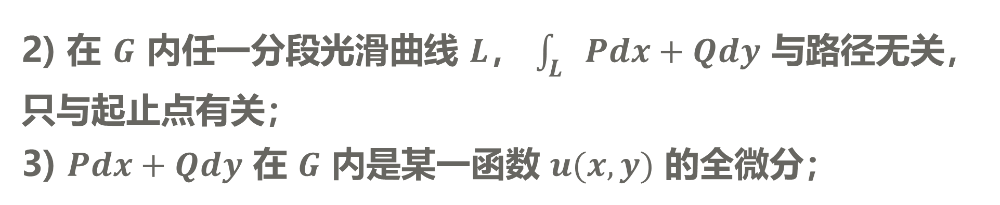 2) 在 G 内任一分段光滑曲线 L， ∫_L Pdx + Qdy 与路径无关，
只与起止点有关；
3) Pdx + Qdy 在 G 内是某一函数 u(x, y) 的全微分；